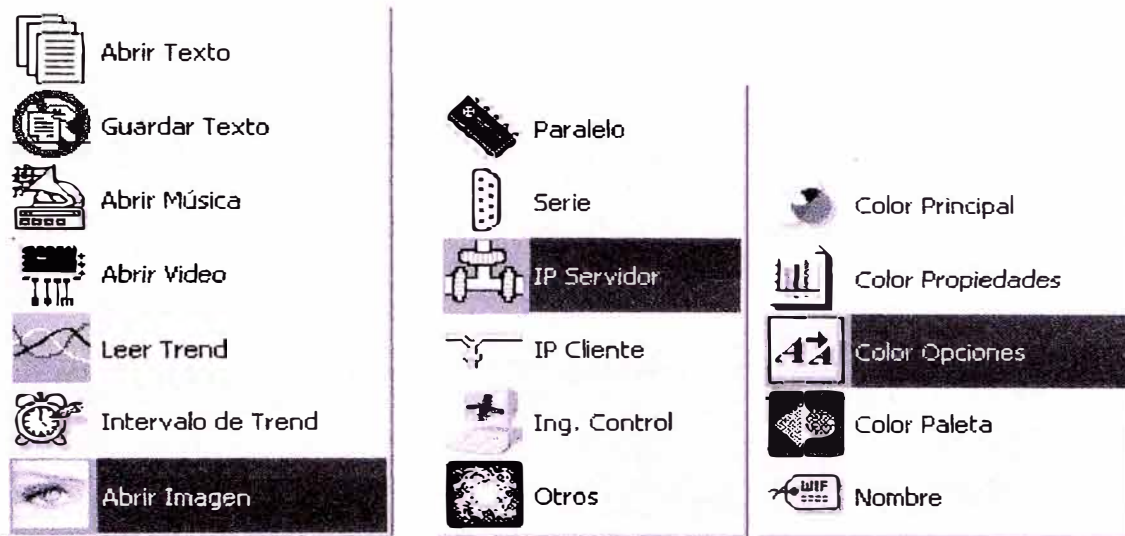 Abrir Texto
Guardar Texto
Abrir Música
Abrir Video
Leer Trend
Intervalo de Trend
Abrir Imagen
Paralelo
Serie
IP Servidor
IP Cliente
Ing. Control
Otros
Color Principal
Color Propiedades
Color Opciones
Color Paleta
WIF
Nombre